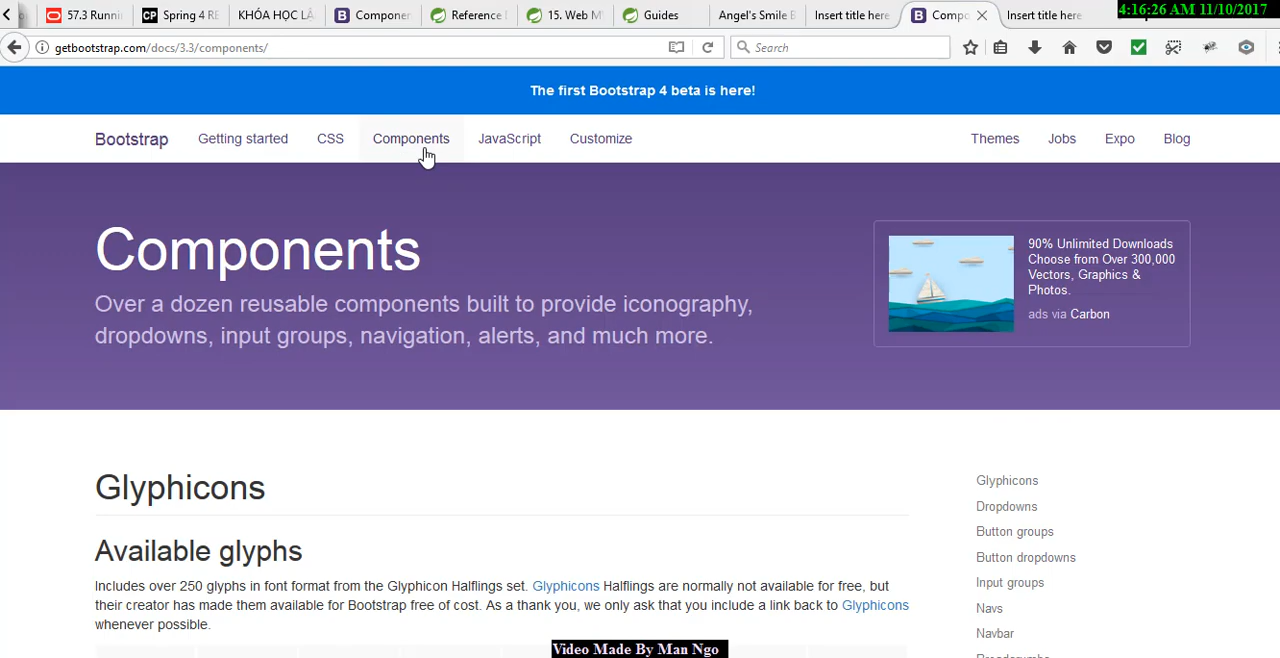 57.3 Runni
Spring 4 RE
KHÓA HỌC LẬ
Componen
Reference
15. Web M
Guides
Angel's Smile B
Insert title here
Compo
Insert title here
4:16:26 AM 11/10/2017
getbootstrap.com/docs/3.3/components/
Search
The first Bootstrap 4 beta is here!
Bootstrap Getting started CSS Components JavaScript Customize Themes Jobs Expo Blog
Components
Over a dozen reusable components built to provide iconography,
dropdowns, input groups, navigation, alerts, and much more.
90% Unlimited Downloads
Choose from Over 300,000
Vectors, Graphics &
Photos.
ads via Carbon
Glyphicons
Available glyphs
Includes over 250 glyphs in font format from the Glyphicon Halflings set. Glyphicons Halflings are normally not available for free, but
their creator has made them available for Bootstrap free of cost. As a thank you, we only ask that you include a link back to Glyphicons
whenever possible.
Glyphicons
Dropdowns
Button groups
Button dropdowns
Input groups
Navs
Navbar
Video Made By Man Ngo